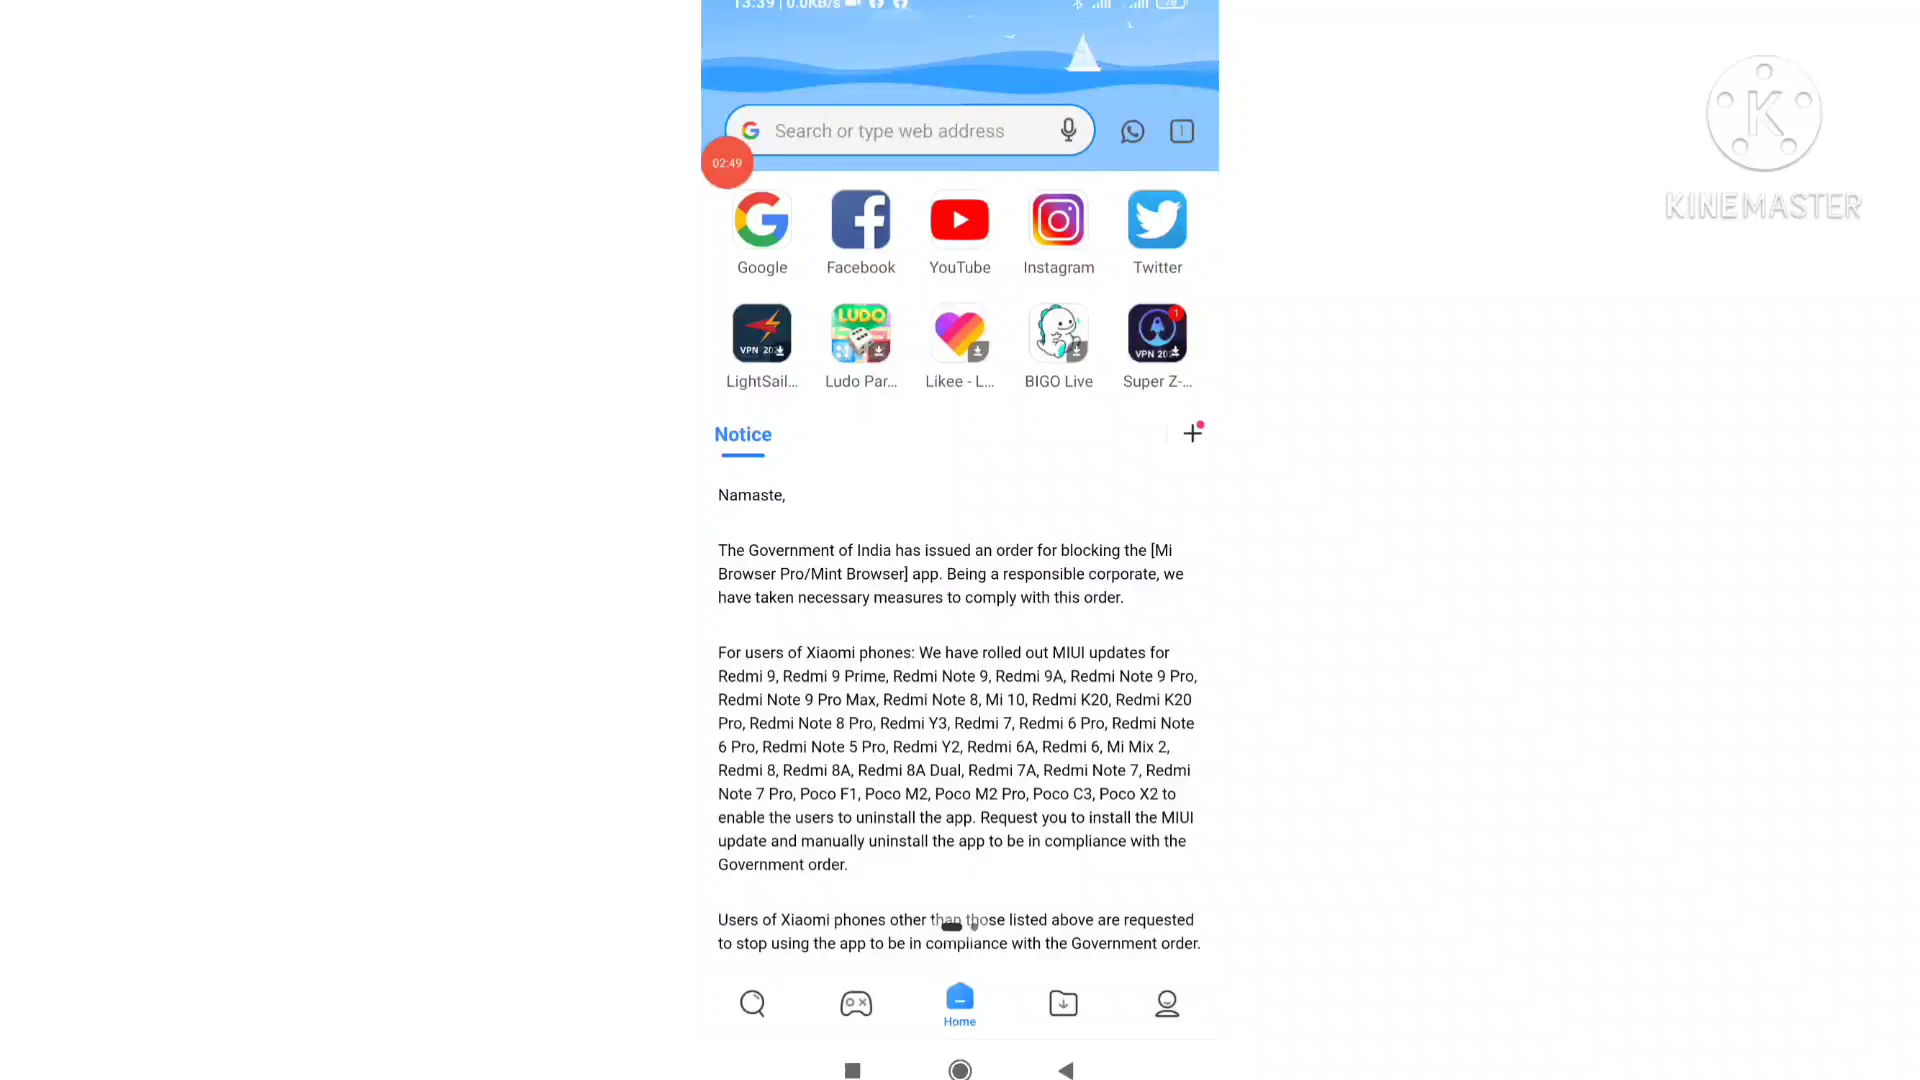 13:39 | 0.0KB/s
78
Search or type web address
1
02:49
KINEMASTER
K
Google Facebook YouTube Instagram Twitter
VPN
LUDO
1
VPN
LightSail... Ludo Par... Likee - L... BIGO Live Super Z-...
Notice
Namaste,
The Government of India has issued an order for blocking the [Mi
Browser Pro/Mint Browser] app. Being a responsible corporate, we
have taken necessary measures to comply with this order.
For users of Xiaomi phones: We have rolled out MIUI updates for
Redmi 9, Redmi 9 Prime, Redmi Note 9, Redmi 9A, Redmi Note 9 Pro,
Redmi Note 9 Pro Max, Redmi Note 8, Mi 10, Redmi K20, Redmi K20
Pro, Redmi Note 8 Pro, Redmi Y3, Redmi 7, Redmi 6 Pro, Redmi Note
6 Pro, Redmi Note 5 Pro, Redmi Y2, Redmi 6A, Redmi 6, Mi Mix 2,
Redmi 8, Redmi 8A, Redmi 8A Dual, Redmi 7A, Redmi Note 7, Redmi
Note 7 Pro, Poco F1, Poco M2, Poco M2 Pro, Poco C3, Poco X2 to
enable the users to uninstall the app. Request you to install the MIUI
update and manually uninstall the app to be in compliance with the
Government order.
Users of Xiaomi phones other than those listed above are requested
to stop using the app to be in compliance with the Government order.
Home